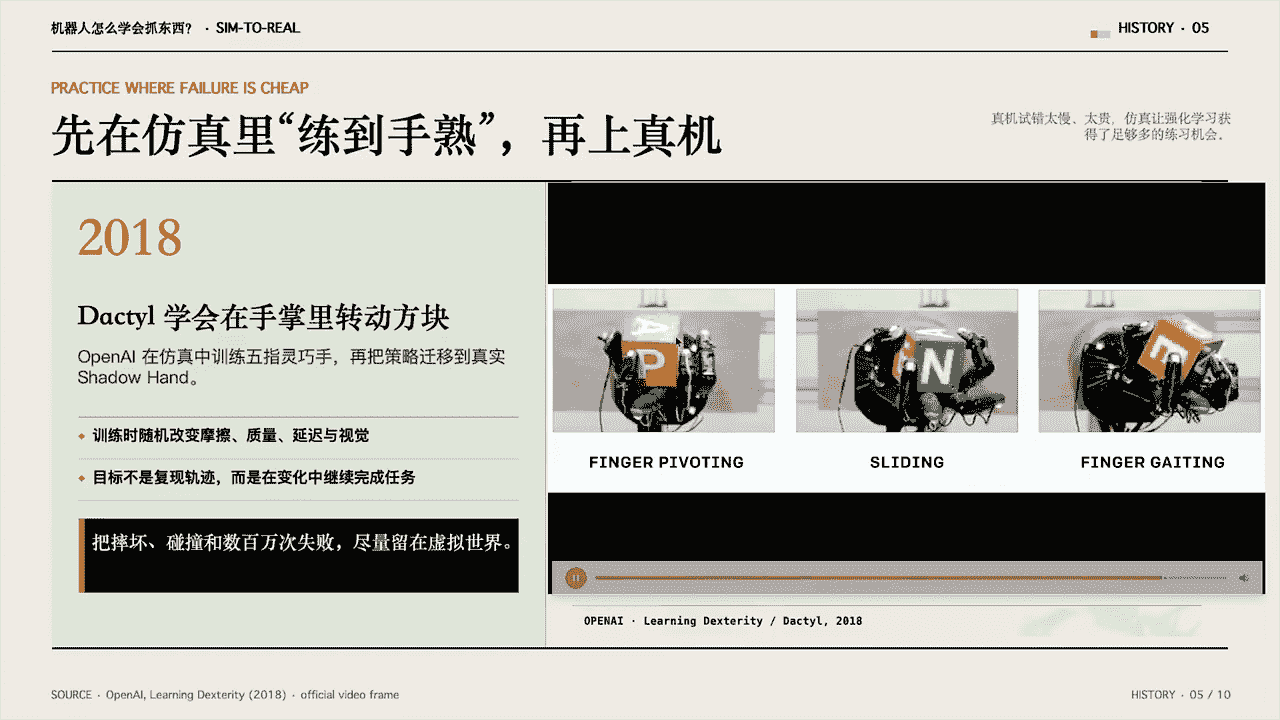 机器人怎么学会抓东西? · SIM-TO-REAL
HISTORY · 05
PRACTICE WHERE FAILURE IS CHEAP
先在仿真里“练到手熟”，再上真机
真机试错太慢、太贵，仿真让强化学习获
得了足够多的练习机会。
2018
Dactyl 学会在手掌里转动方块
OpenAI 在仿真中训练五指灵巧手，再把策略迁移到真实
Shadow Hand。
训练时随机改变摩擦、质量、延迟与视觉
目标不是复现轨迹，而是在变化中继续完成任务
把摔坏、碰撞和数百万次失败，尽量留在虚拟世界。
A
P
N
E
FINGER PIVOTING
SLIDING
FINGER GAITING
OPENAI · Learning Dexterity / Dactyl, 2018
SOURCE · OpenAI, Learning Dexterity (2018) · official video frame
HISTORY · 05 / 10